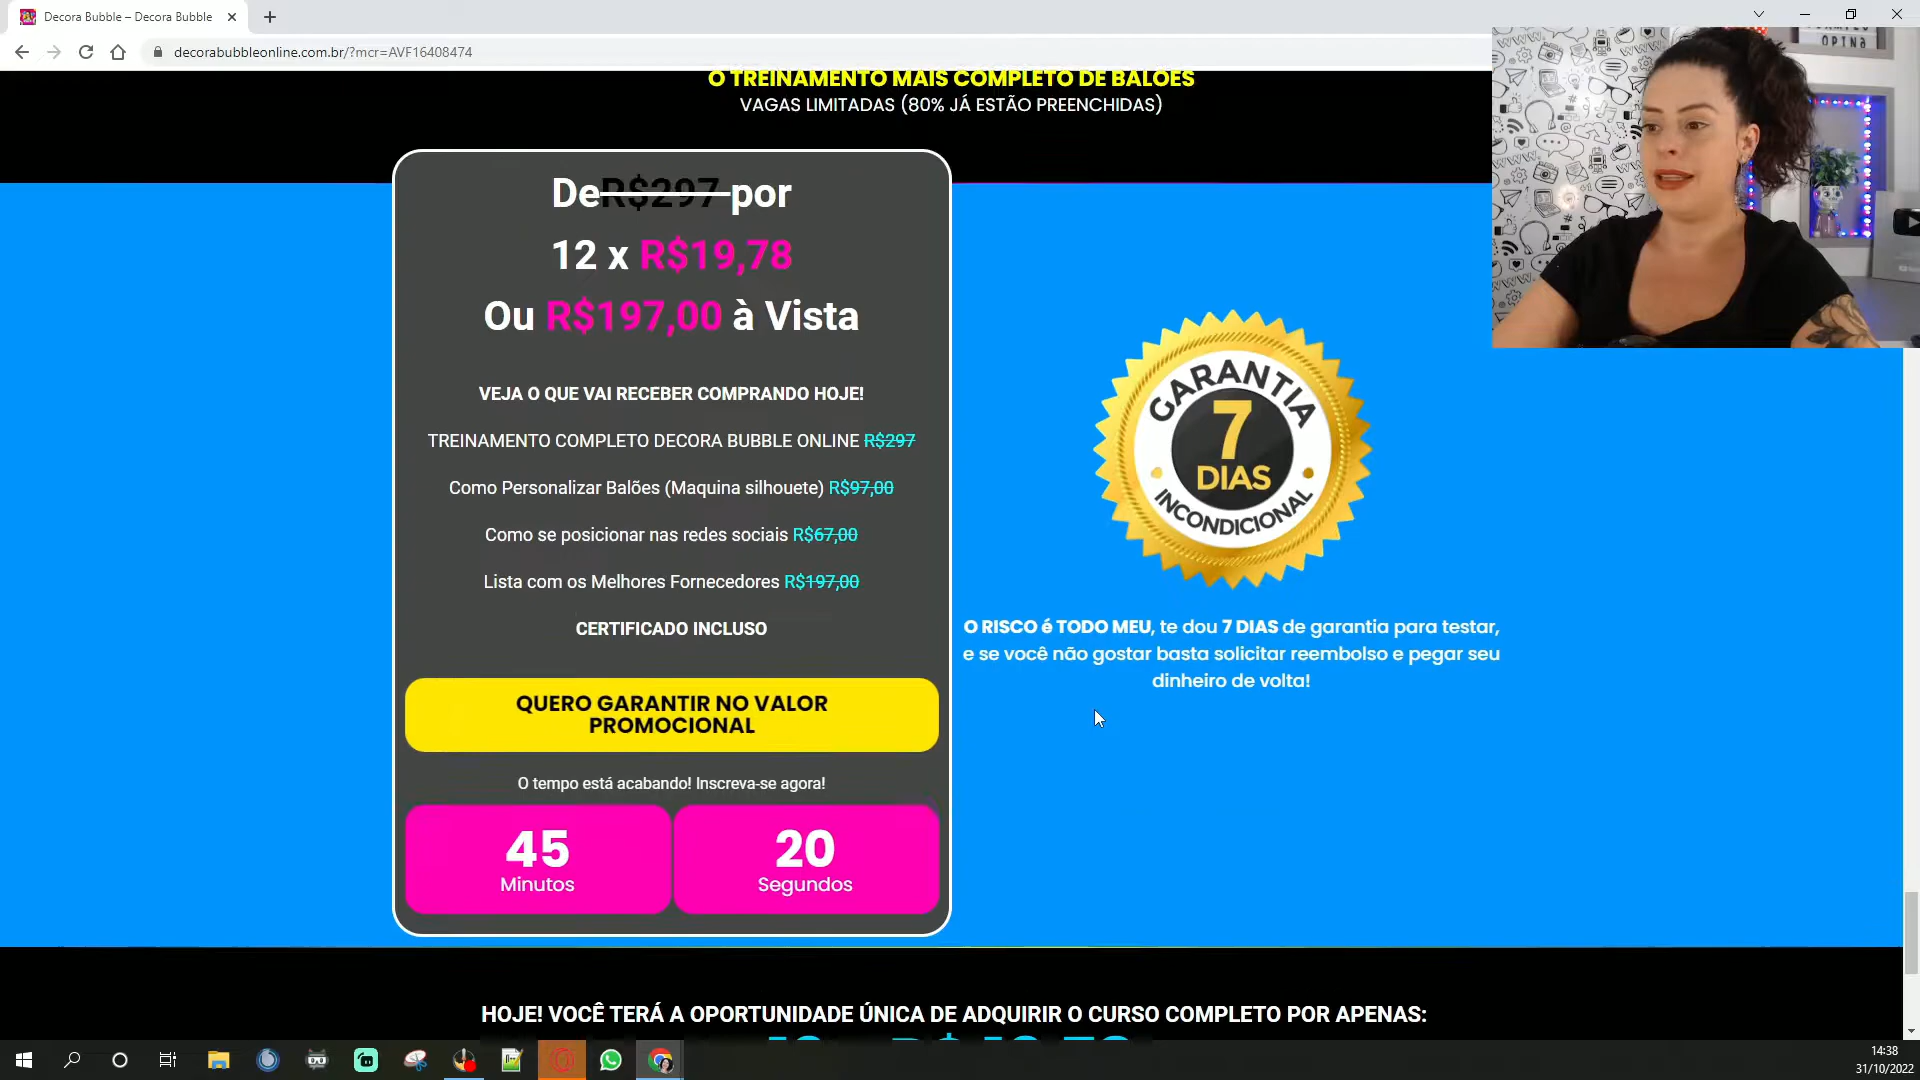 Decora Bubble – Decora Bubble
decorabubbleonline.com.br/?mcr=AVF16408474
OPINA
O TREINAMENTO MAIS COMPLETO DE BALÕES
VAGAS LIMITADAS (80% JÁ ESTÃO PREENCHIDAS)
De R$297 por
12 x R$19,78
Ou R$197,00 à Vista
VEJA O QUE VAI RECEBER COMPRANDO HOJE!
TREINAMENTO COMPLETO DECORA BUBBLE ONLINE R$297
Como Personalizar Balões (Maquina silhouete) R$97,00
Como se posicionar nas redes sociais R$67,00
Lista com os Melhores Fornecedores R$197,00
CERTIFICADO INCLUSO
QUERO GARANTIR NO VALOR
PROMOCIONAL
O tempo está acabando! Inscreva-se agora!
45
Minutos
20
Segundos
GARANTIA
7
DIAS
INCONDICIONAL
O RISCO é TODO MEU, te dou 7 DIAS de garantia para testar,
e se você não gostar basta solicitar reembolso e pegar seu
dinheiro de volta!
HOJE! VOCÊ TERÁ A OPORTUNIDADE ÚNICA DE ADQUIRIR O CURSO COMPLETO POR APENAS:
14:38
31/10/2022